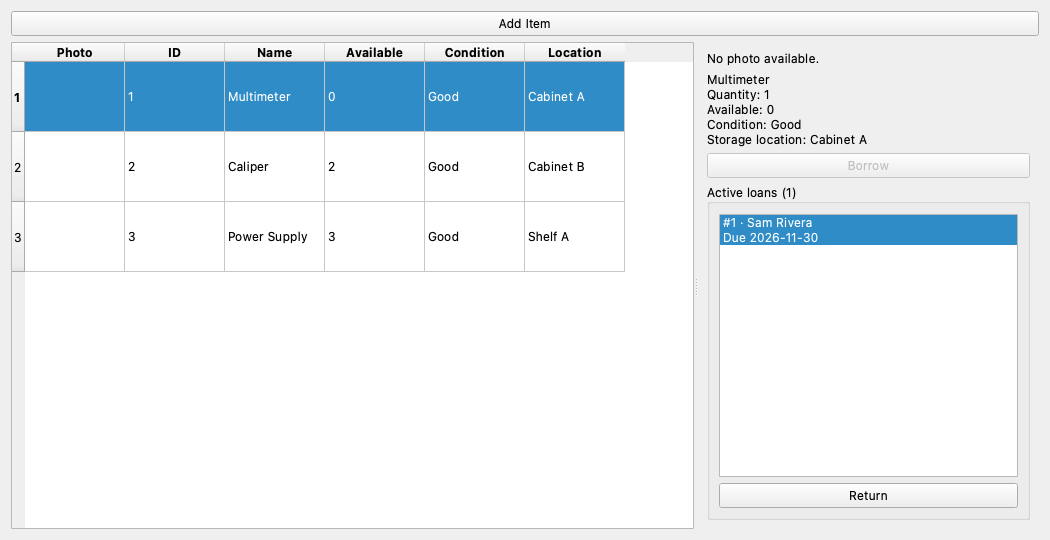 Add Item
Photo ID Name Available Condition Location
1 1 Multimeter 0 Good Cabinet A
2 2 Caliper 2 Good Cabinet B
3 3 Power Supply 3 Good Shelf A
No photo available.
Multimeter
Quantity: 1
Available: 0
Condition: Good
Storage location: Cabinet A
Borrow
Active loans (1)
#1 · Sam Rivera
Due 2026-11-30
Return